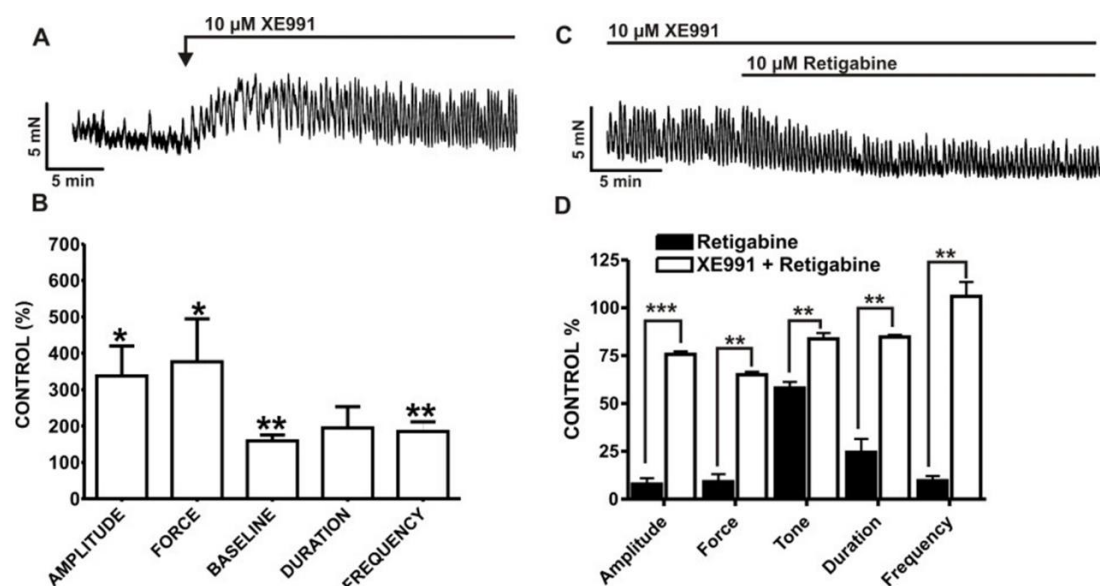 A
10 µM XE991
5 mN
5 min
B
CONTROL (%)
700
600
500
400
300
200
100
0
*
*
**
**
AMPLITUDE
FORCE
BASELINE
DURATION
FREQUENCY
C
10 µM XE991
10 µM Retigabine
5 mN
5 min
D
Retigabine
XE991 + Retigabine
CONTROL %
125
100
75
50
25
0
***
**
**
**
**
Amplitude
Force
Tone
Duration
Frequency